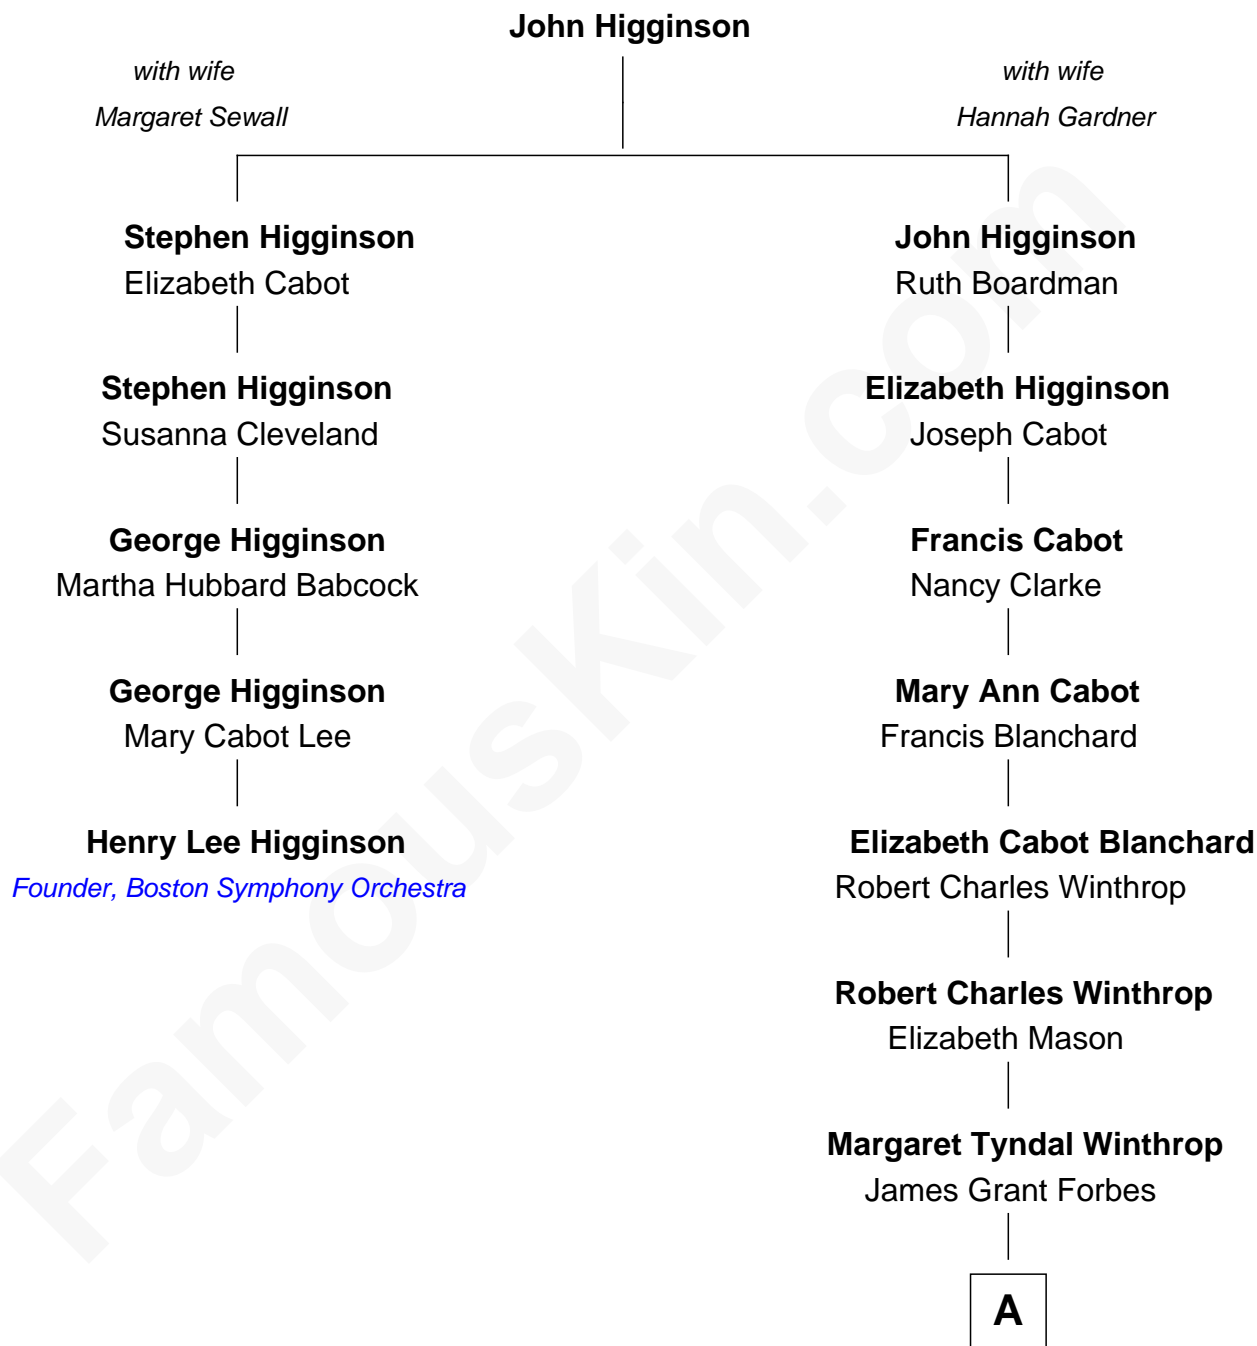 John Higginson
with wife
Margaret Sewall
with wife
Hannah Gardner
Stephen Higginson
Elizabeth Cabot
John Higginson
Ruth Boardman
Stephen Higginson
Susanna Cleveland
Elizabeth Higginson
Joseph Cabot
George Higginson
Martha Hubbard Babcock
Francis Cabot
Nancy Clarke
George Higginson
Mary Cabot Lee
Mary Ann Cabot
Francis Blanchard
Henry Lee Higginson
Founder, Boston Symphony Orchestra
Elizabeth Cabot Blanchard
Robert Charles Winthrop
Robert Charles Winthrop
Elizabeth Mason
Margaret Tyndal Winthrop
James Grant Forbes
A
FamousKin.com